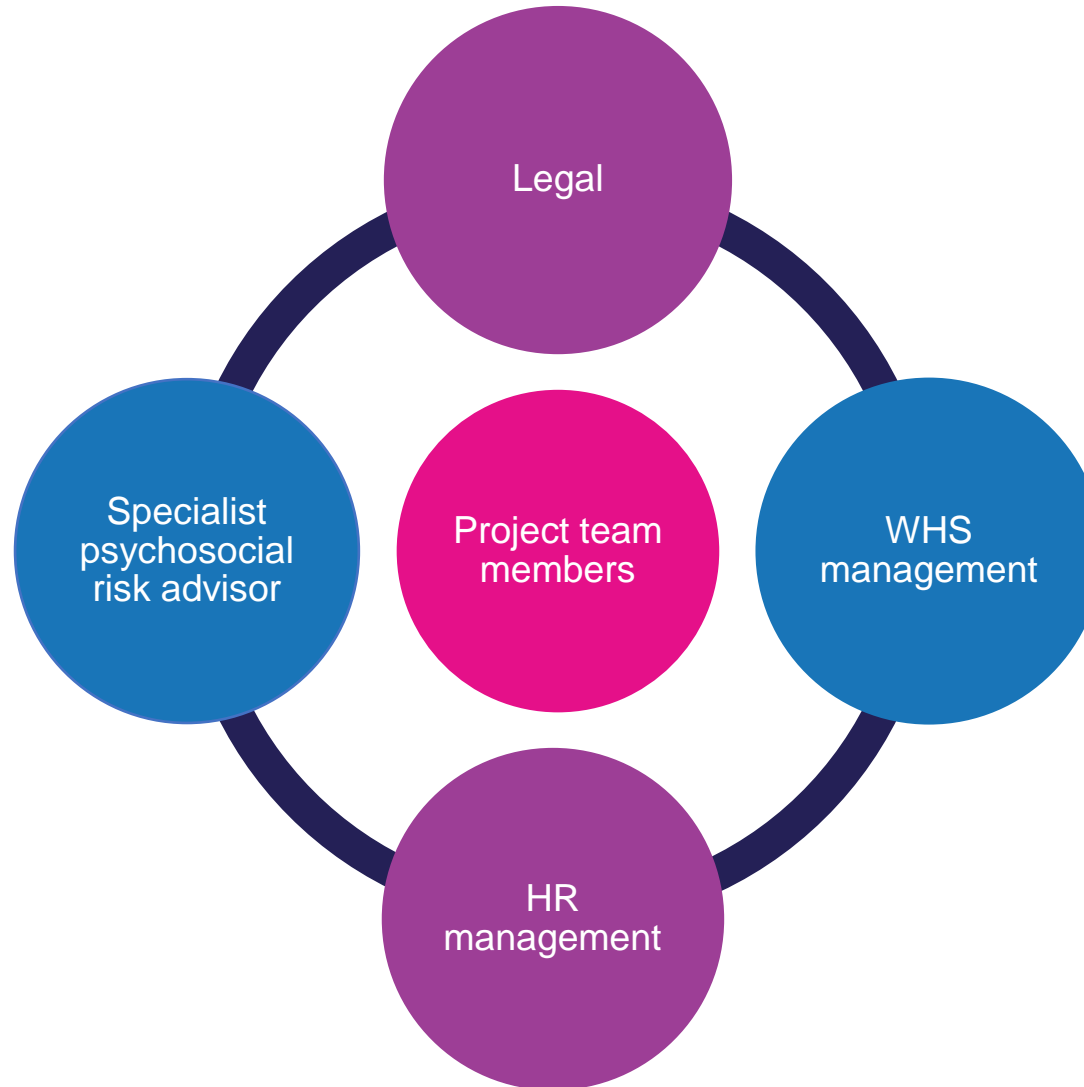 Legal
Specialist
psychosocial
risk advisor
Project team
members
WHS
management
HR
management